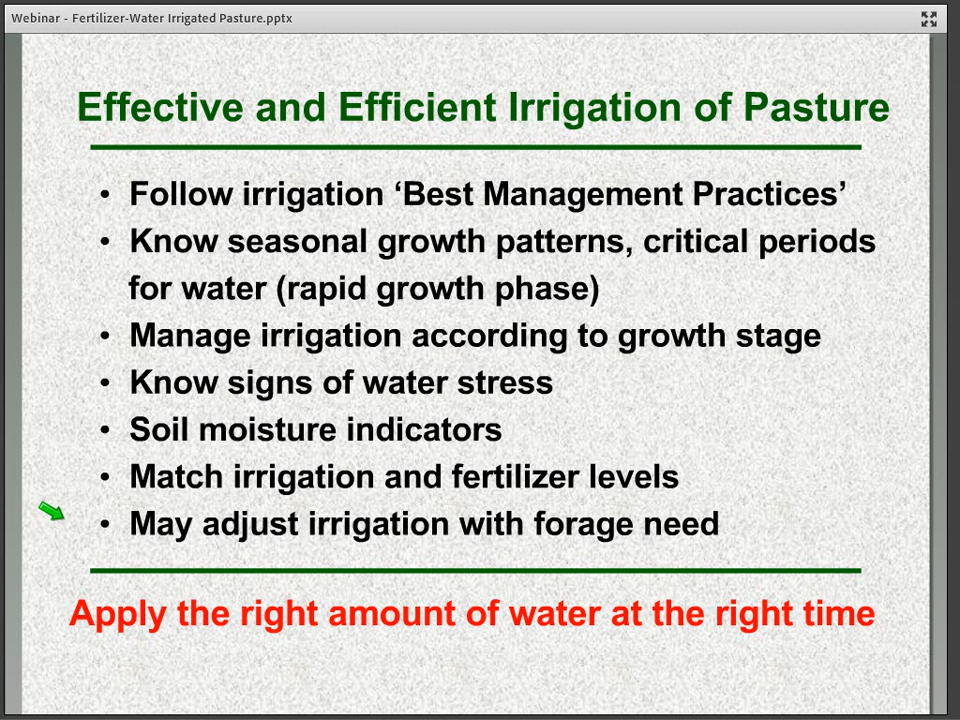 Webinar - Fertilizer-Water Irrigated Pasture.pptx
Effective and Efficient Irrigation of Pasture
• Follow irrigation ‘Best Management Practices’
• Know seasonal growth patterns, critical periods
for water (rapid growth phase)
• Manage irrigation according to growth stage
• Know signs of water stress
• Soil moisture indicators
• Match irrigation and fertilizer levels
• May adjust irrigation with forage need
Apply the right amount of water at the right time